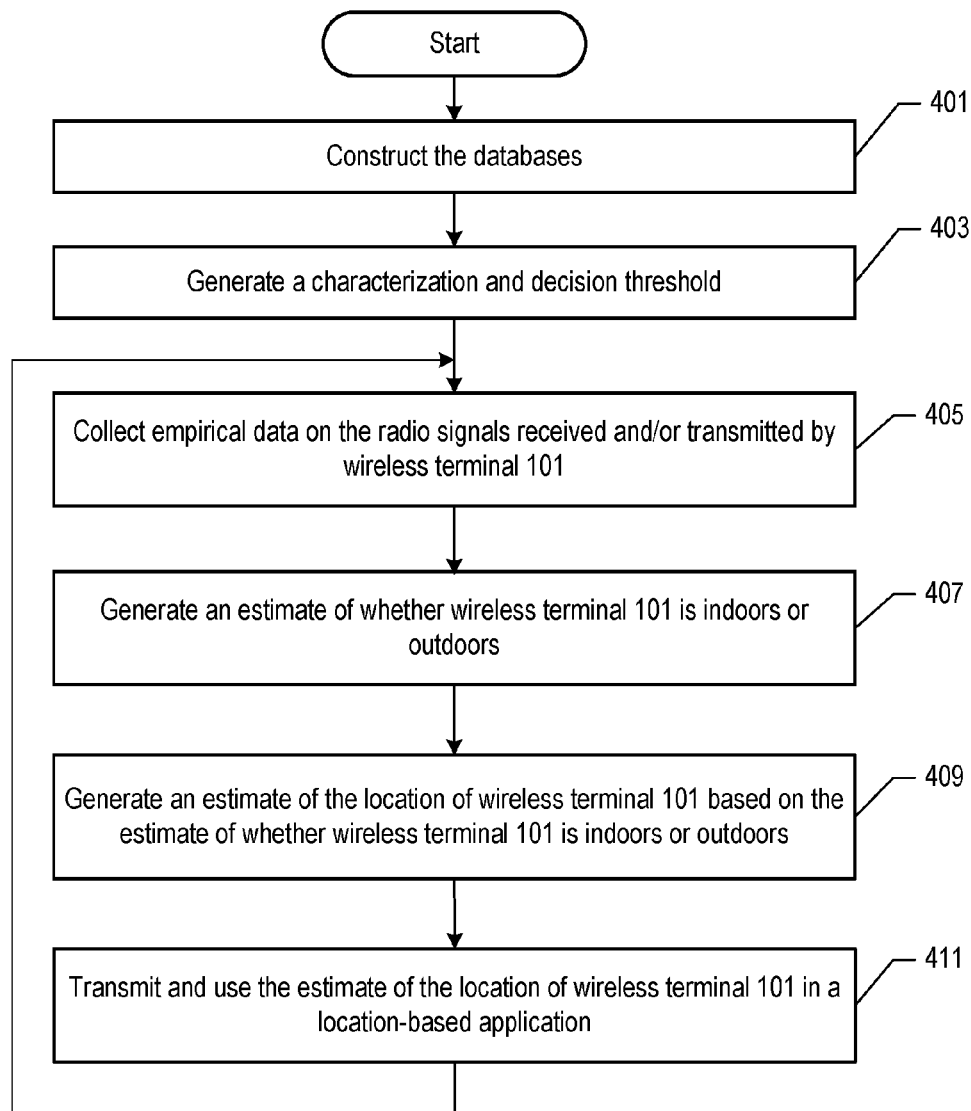 Start
401
Construct the databases
403
Generate a characterization and decision threshold
405
Collect empirical data on the radio signals received and/or transmitted by
wireless terminal 101
407
Generate an estimate of whether wireless terminal 101 is indoors or
outdoors
409
Generate an estimate of the location of wireless terminal 101 based on the
estimate of whether wireless terminal 101 is indoors or outdoors
411
Transmit and use the estimate of the location of wireless terminal 101 in a
location-based application